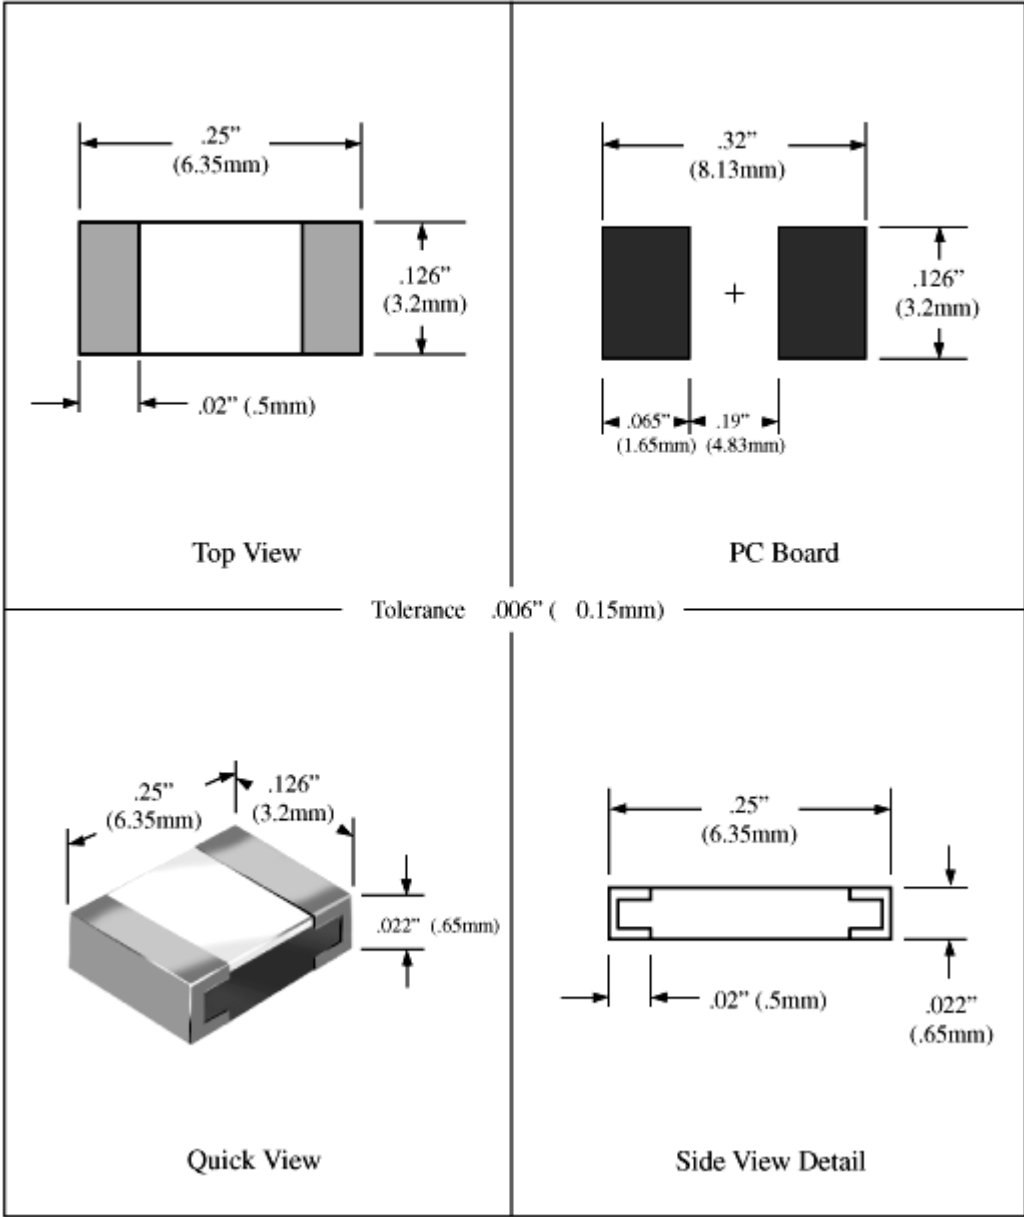 .25”
(6.35mm)
.126”
(3.2mm)
.02” (.5mm)
Top View
.32”
(8.13mm)
.126”
(3.2mm)
.065” .19”
(1.65mm) (4.83mm)
PC Board
Tolerance .006” ( 0.15mm)
.25”
(6.35mm)
.126”
(3.2mm)
.022” (.65mm)
Quick View
.25”
(6.35mm)
.02” (.5mm)
.022”
(.65mm)
Side View Detail